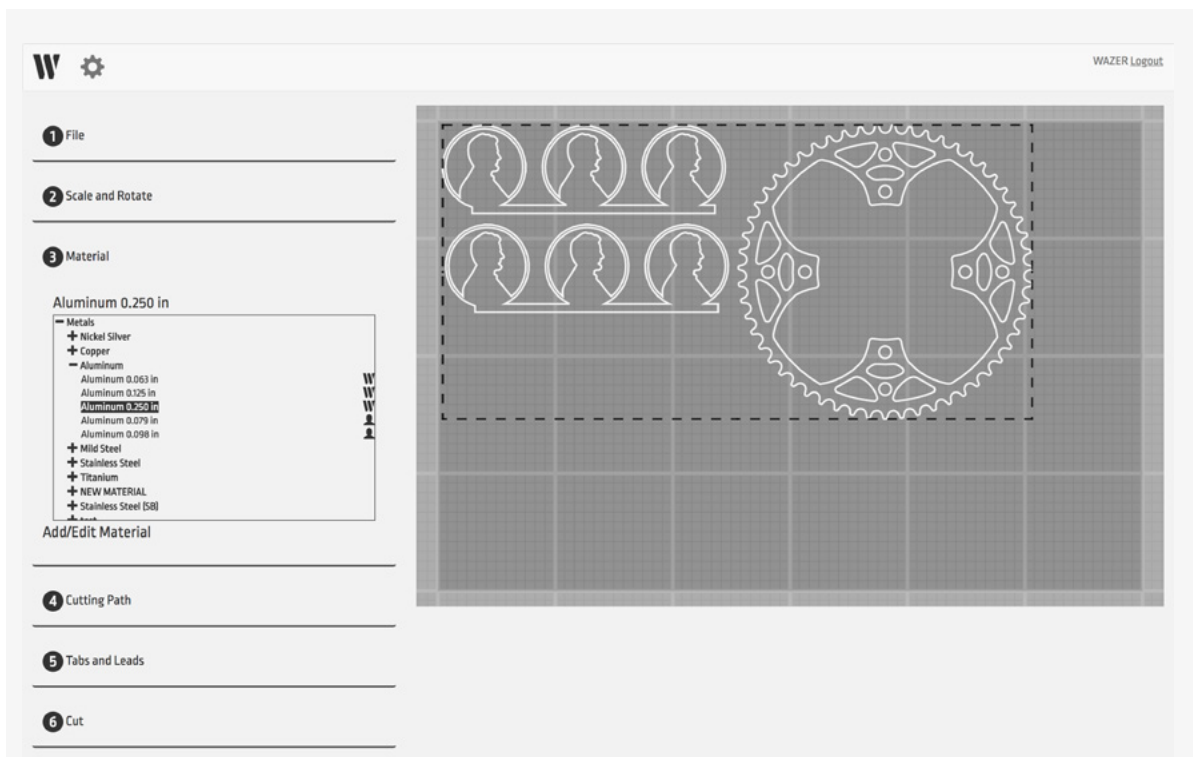 WAZER Logout
1 File
2 Scale and Rotate
3 Material
Aluminum 0.250 in
Metals
Nickel Silver
Copper
Aluminum
Aluminum 0.063 in
Aluminum 0.125 in
Aluminum 0.250 in
Aluminum 0.079 in
Aluminum 0.098 in
Mild Steel
Stainless Steel
Titanium
NEW MATERIAL
Stainless Steel (SB)
Add/Edit Material
4 Cutting Path
5 Tabs and Leads
6 Cut